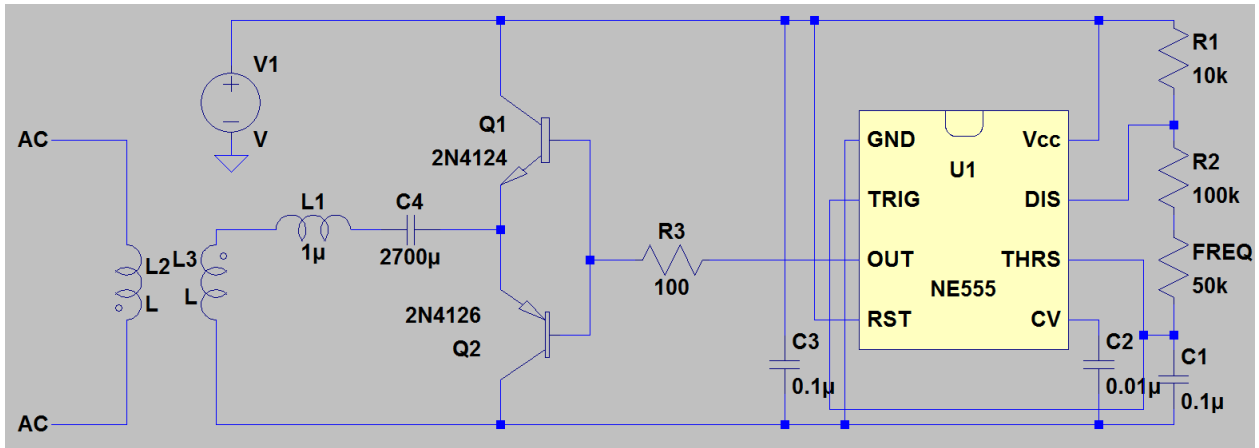 AC
AC
V1
V
L2
L
L3
L
L1
1µ
C4
2700µ
Q1
2N4124
2N4126
Q2
R3
100
C3
0.1µ
GND
TRIG
OUT
RST
U1
NE555
Vcc
DIS
THRS
CV
C2
0.01µ
R1
10k
R2
100k
FREQ
50k
C1
0.1µ